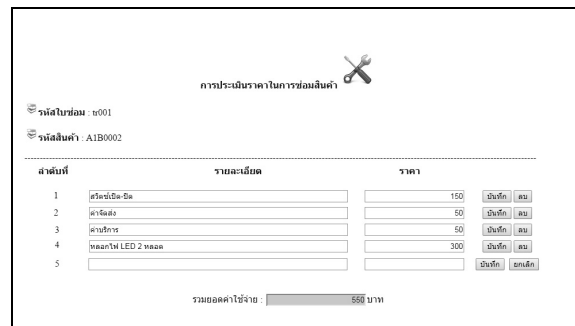 การประเมินราคาในการซ่อมสินค้า
รหัสใบซ่อม : tr001
รหัสสินค้า : A1B0002
ลำดับที่ รายละเอียด ราคา
1 สวิตช์เปิด-ปิด 150 บันทึก ลบ
2 ค่าจัดส่ง 50 บันทึก ลบ
3 ค่าบริการ 50 บันทึก ลบ
4 หลอดไฟ LED 2 หลอด 300 บันทึก ลบ
5 บันทึก ยกเลิก
รวมยอดค่าใช้จ่าย : 550 บาท